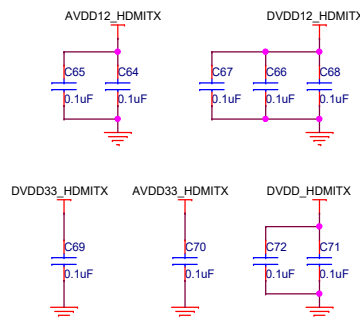 AVDD12_HDMITX
DVDD12_HDMITX
C65
C64
C67
C66
C68
0.1uF
0.1uF
0.1uF
0.1uF
0.1uF
DVDD33_HDMITX
AVDD33_HDMITX
DVDD_HDMITX
C69
C70
C72
C71
0.1uF
0.1uF
0.1uF
0.1uF